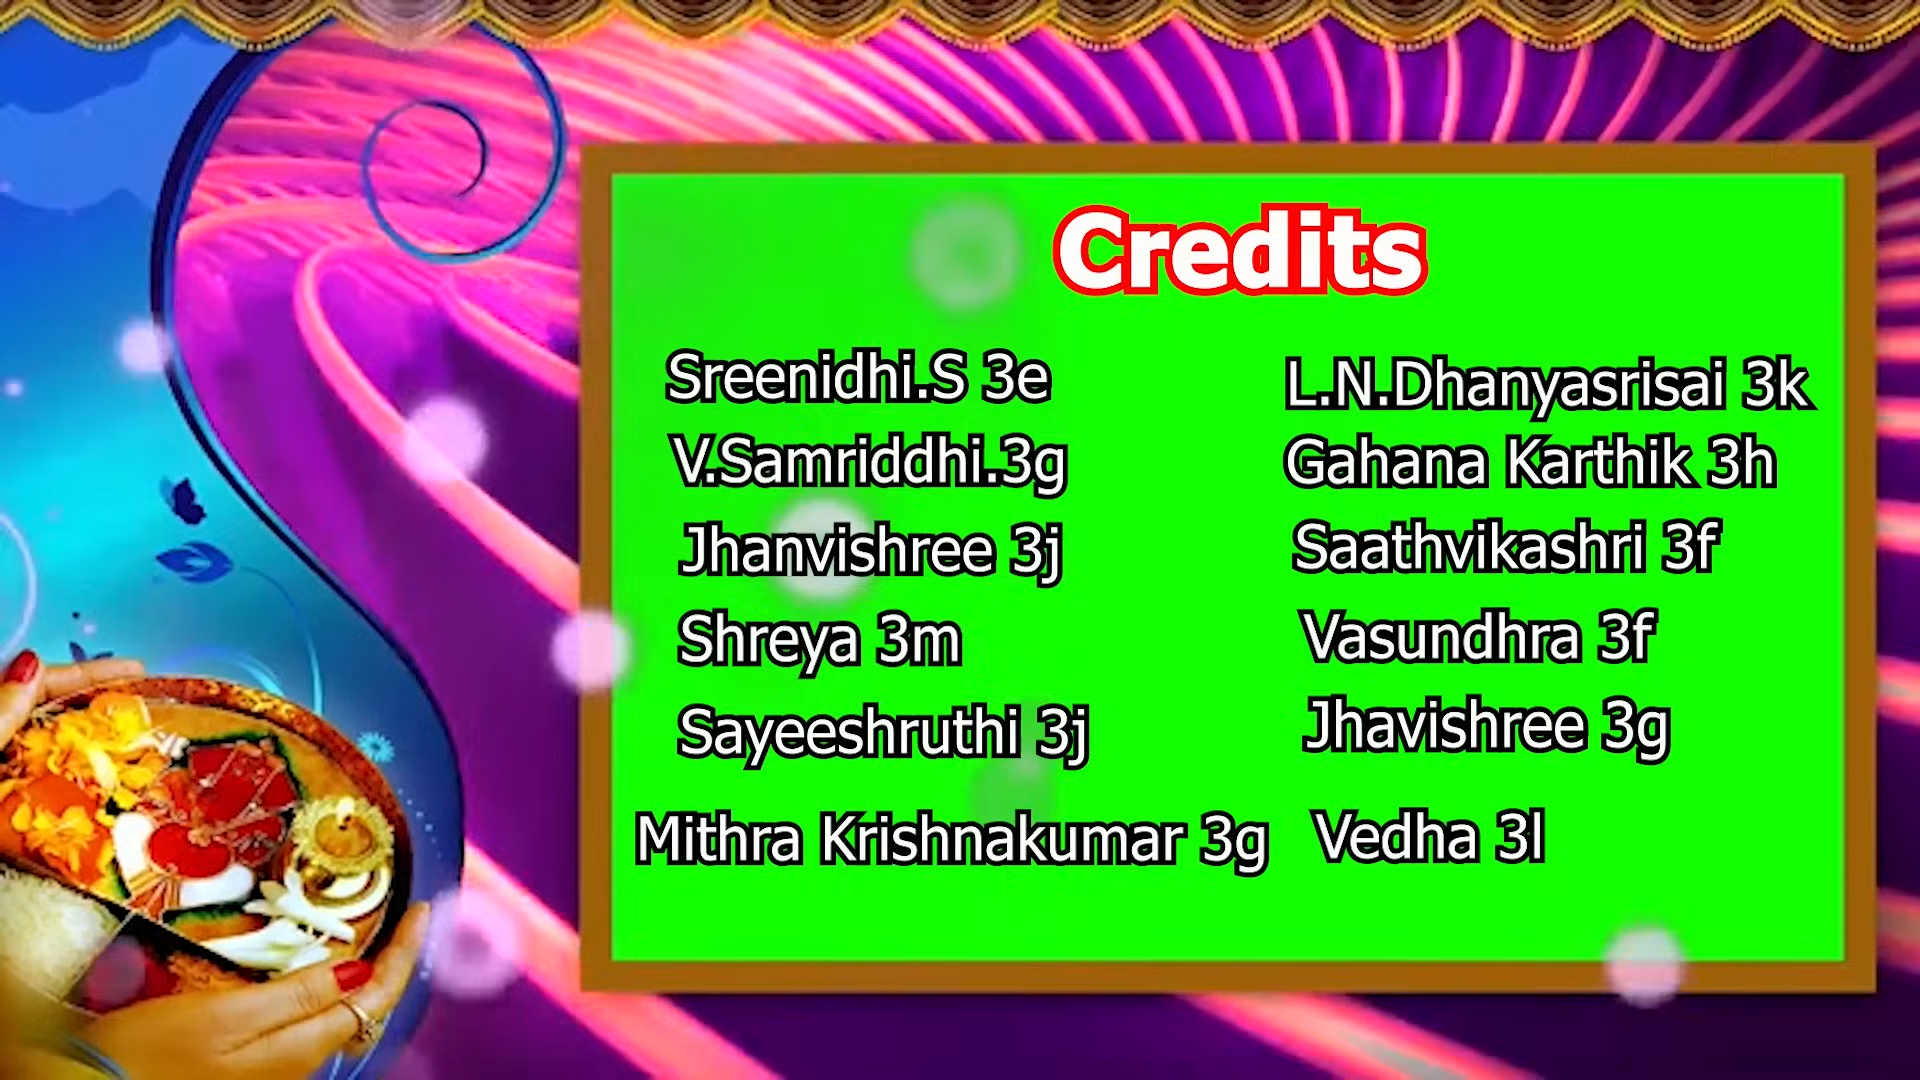 Credits
Sreenidhi.S 3e
V.Samriddhi.3g
Jhanvishree 3j
Shreya 3m
Sayeeshruthi 3j
Mithra Krishnakumar 3g
L.N.Dhanyasrisai 3k
Gahana Karthik 3h
Saathvikashri 3f
Vasundhra 3f
Jhavishree 3g
Vedha 3l